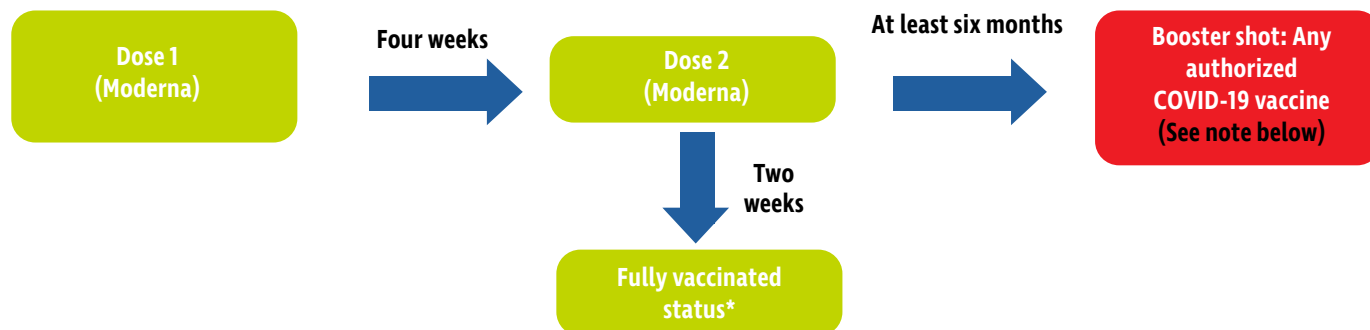 Dose 1
(Moderna)
Four weeks
Dose 2
(Moderna)
At least six months
Booster shot: Any
authorized
COVID-19 vaccine
(See note below)
Two
weeks
Fully vaccinated
status*